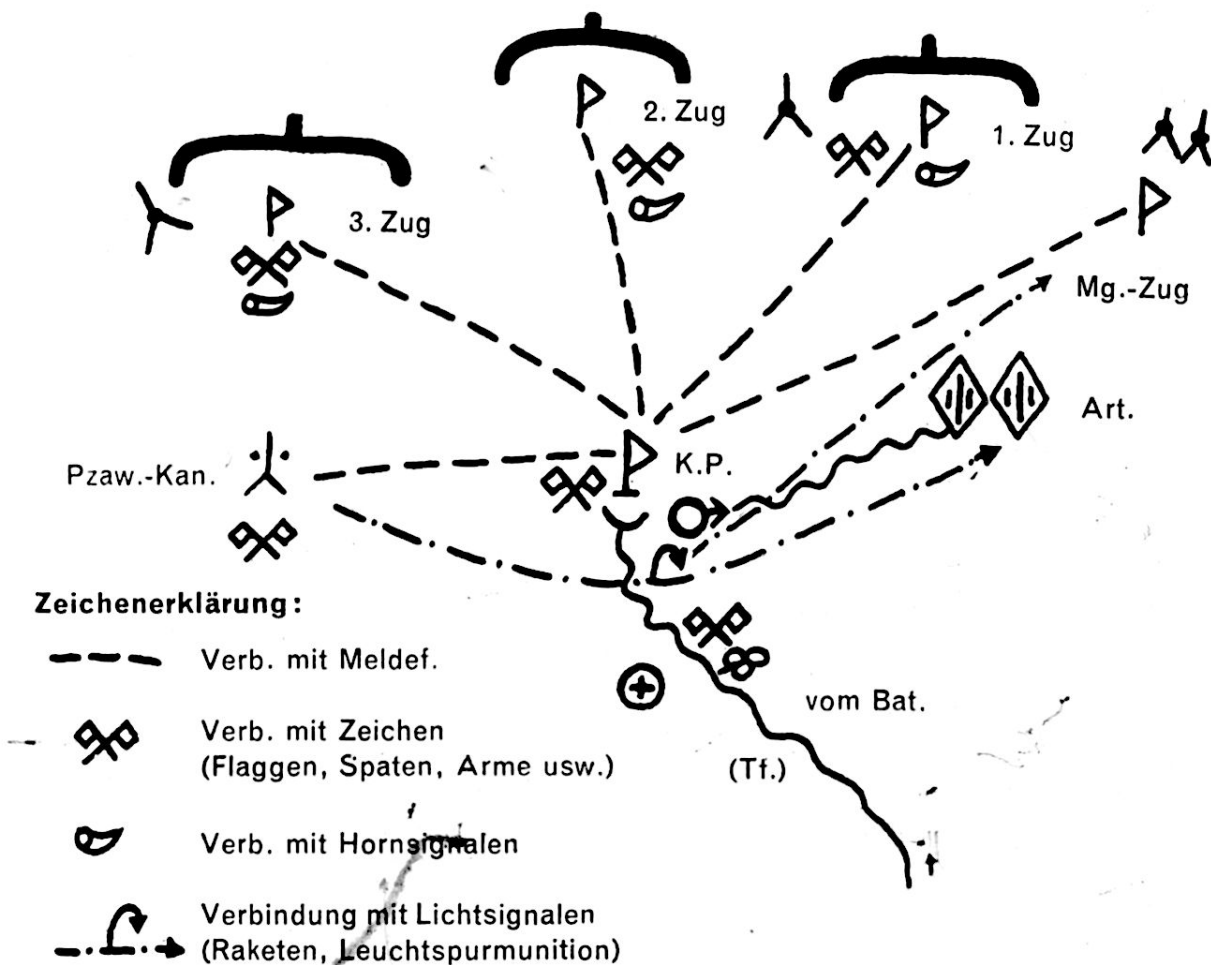 2. Zug
1. Zug
3. Zug
Mg.-Zug
Art.
Pzaw.-Kan.
K.P.
Zeichenerklärung:
Verb. mit Meldef.
vom Bat.
Verb. mit Zeichen
(Flaggen, Spaten, Arme usw.)
(Tf.)
Verb. mit Hornsignalen
Verbindung mit Lichtsignalen
(Raketen, Leuchtspurmunition)